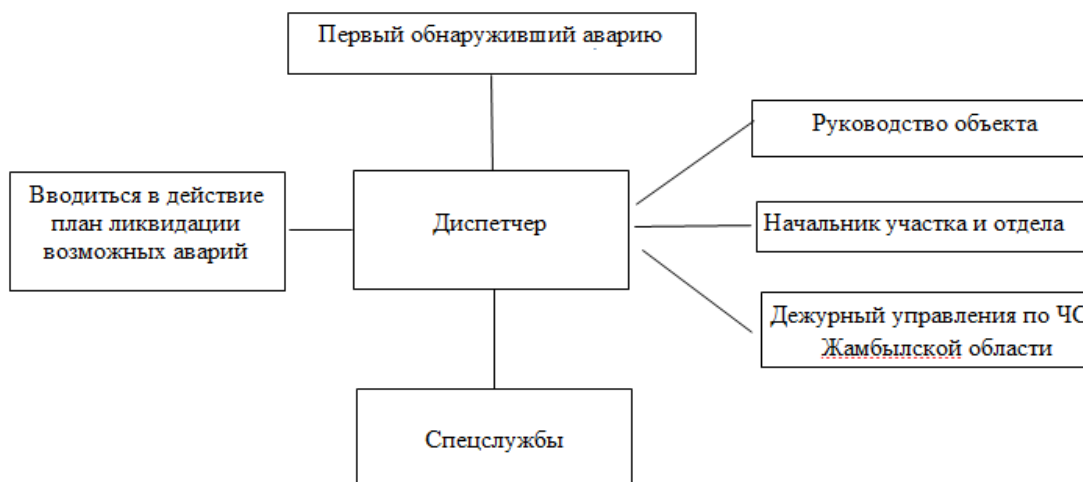 Первый обнаруживший аварию
Руководство объекта
Вводиться в действие
план ликвидации
возможных аварий
Диспетчер
Начальник участка и отдела
Дежурный управления по ЧС
Жамбылской области
Спецслужбы